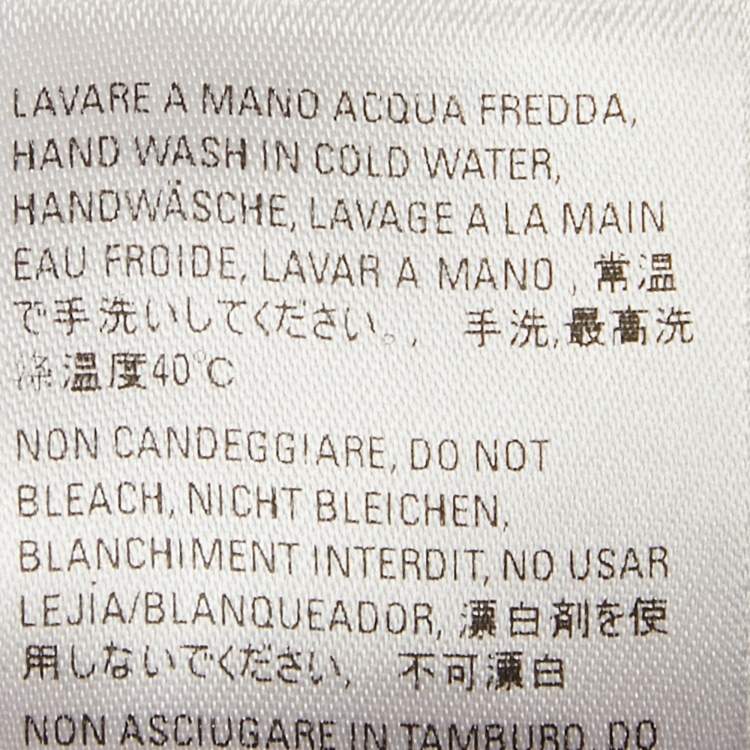 LAVARE A MANO ACQUA FREDDA,
HAND WASH IN COLD WATER,
HANDWÄSCHE, LAVAGE A LA MAIN
EAU FROIDE, LAVAR A MANO , 常温
で手洗いしてください。, 手洗,最高洗
涤温度40℃
NON CANDEGGIARE, DO NOT
BLEACH, NICHT BLEICHEN,
BLANCHIMENT INTERDIT, NO USAR
LEJÍA/BLANQUEADOR, 漂白剤を使
用しないでください, 不可漂白
NON ASCIUGARE IN TAMBURO, DO